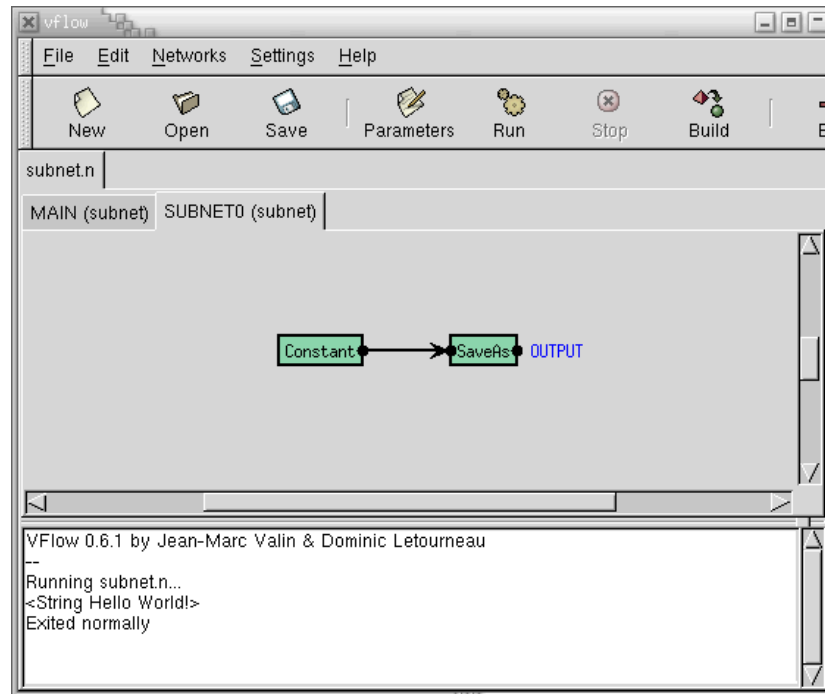 vflow
File Edit Networks Settings Help
New Open Save Parameters Run Stop Build
subnet.n
MAIN (subnet) SUBNET0 (subnet)
Constant SaveAs OUTPUT
VFlow 0.6.1 by Jean-Marc Valin & Dominic Letourneau
--
Running subnet.n...
<String Hello World!>
Exited normally